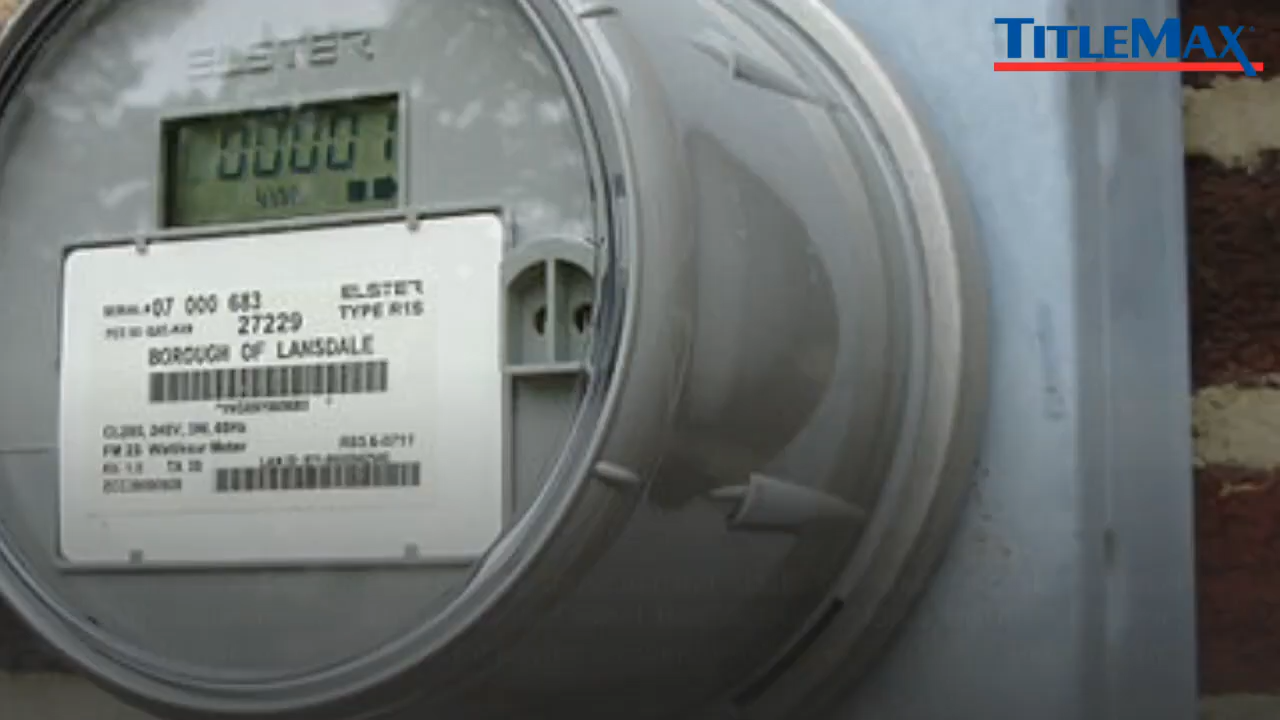 TITLEMAX
ELSTER
00001
SERIAL# 07 000 683
ELSTER
27229
TYPE R1S
BOROUGH OF LANSDALE
CL200, 240V, 3W, 60Hz
FM 2S Watthour Meter